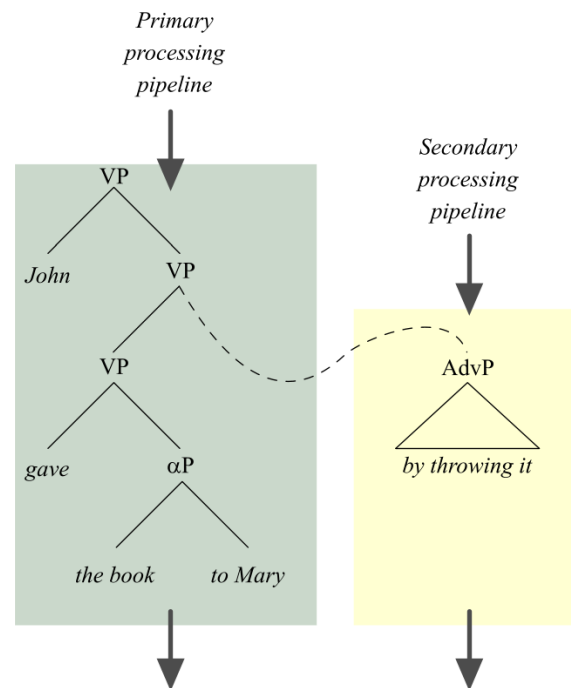 Primary
processing
pipeline
Secondary
processing
pipeline
VP
John
VP
VP
AdvP
gave
αP
by throwing it
the book
to Mary